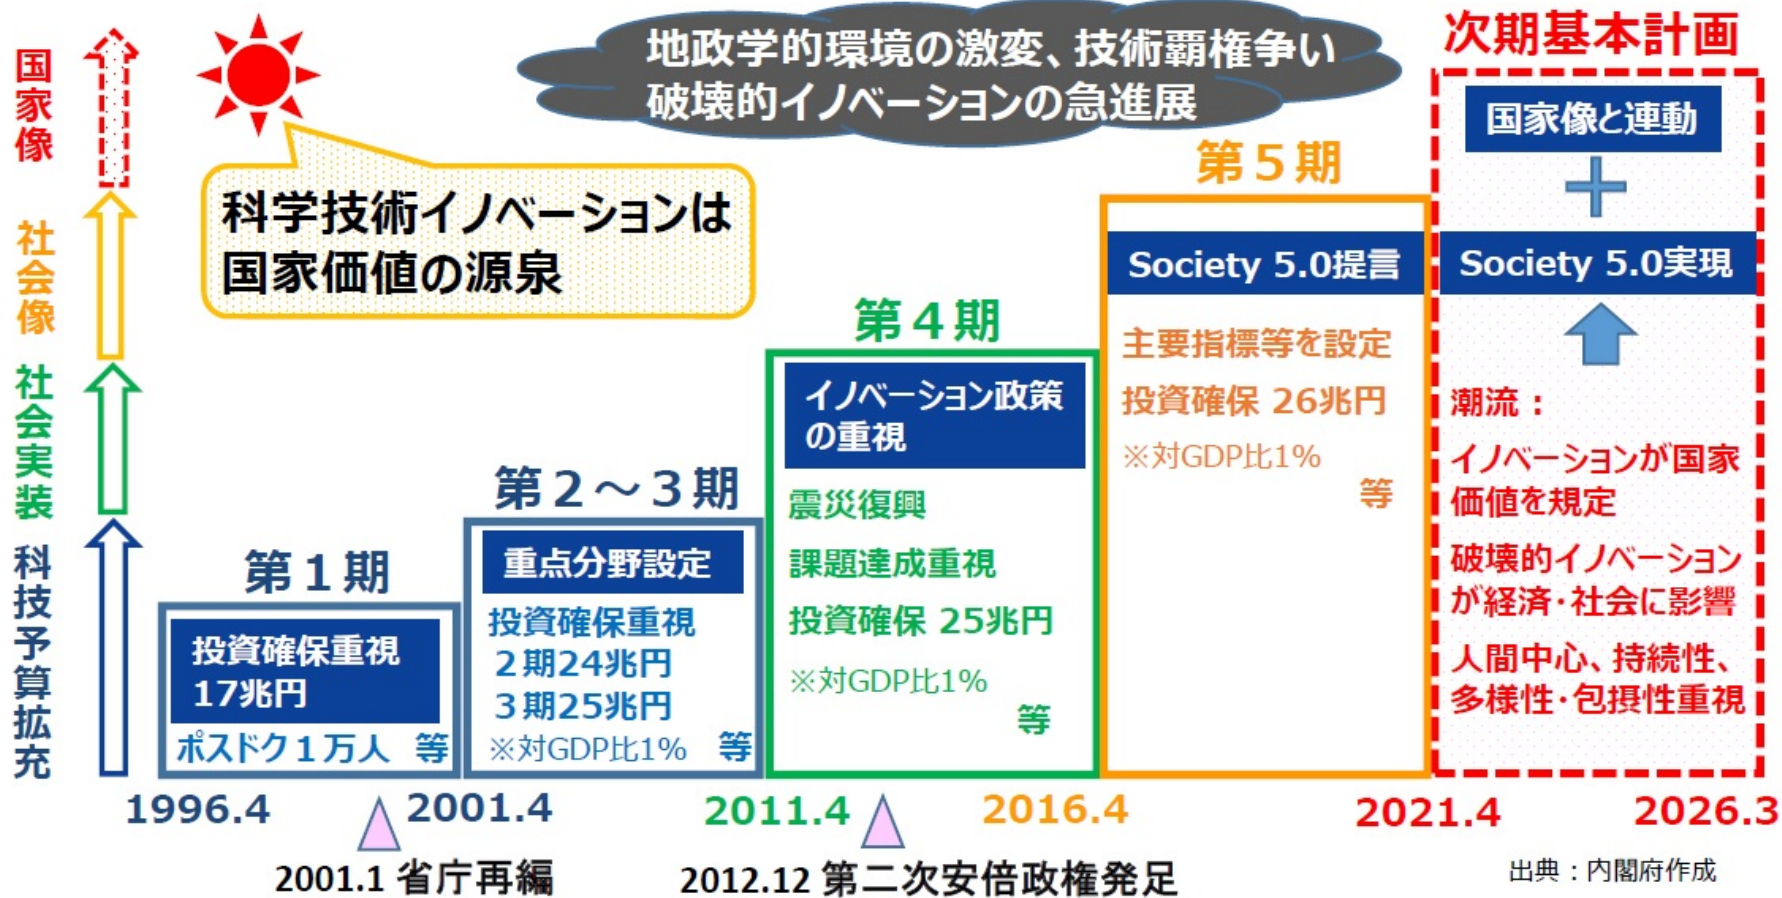 国家像
社会像
社会実装
科技予算拡充
地政学的環境の激変、技術覇権争い
破壊的イノベーションの急進展
科学技術イノベーションは
国家価値の源泉
第１期
投資確保重視
17兆円
ポスドク１万人 等
第２～３期
重点分野設定
投資確保重視
２期24兆円
３期25兆円
※対GDP比1% 等
第４期
イノベーション政策
の重視
震災復興
課題達成重視
投資確保 25兆円
※対GDP比1%
等
第５期
Society 5.0提言
主要指標等を設定
投資確保 26兆円
※対GDP比1%
等
次期基本計画
国家像と連動
Society 5.0実現
潮流：
イノベーションが国家
価値を規定
破壊的イノベーション
が経済・社会に影響
人間中心、持続性、
多様性・包摂性重視
1996.4
2001.4
2011.4
2016.4
2021.4
2026.3
2001.1 省庁再編
2012.12 第二次安倍政権発足
出典：内閣府作成